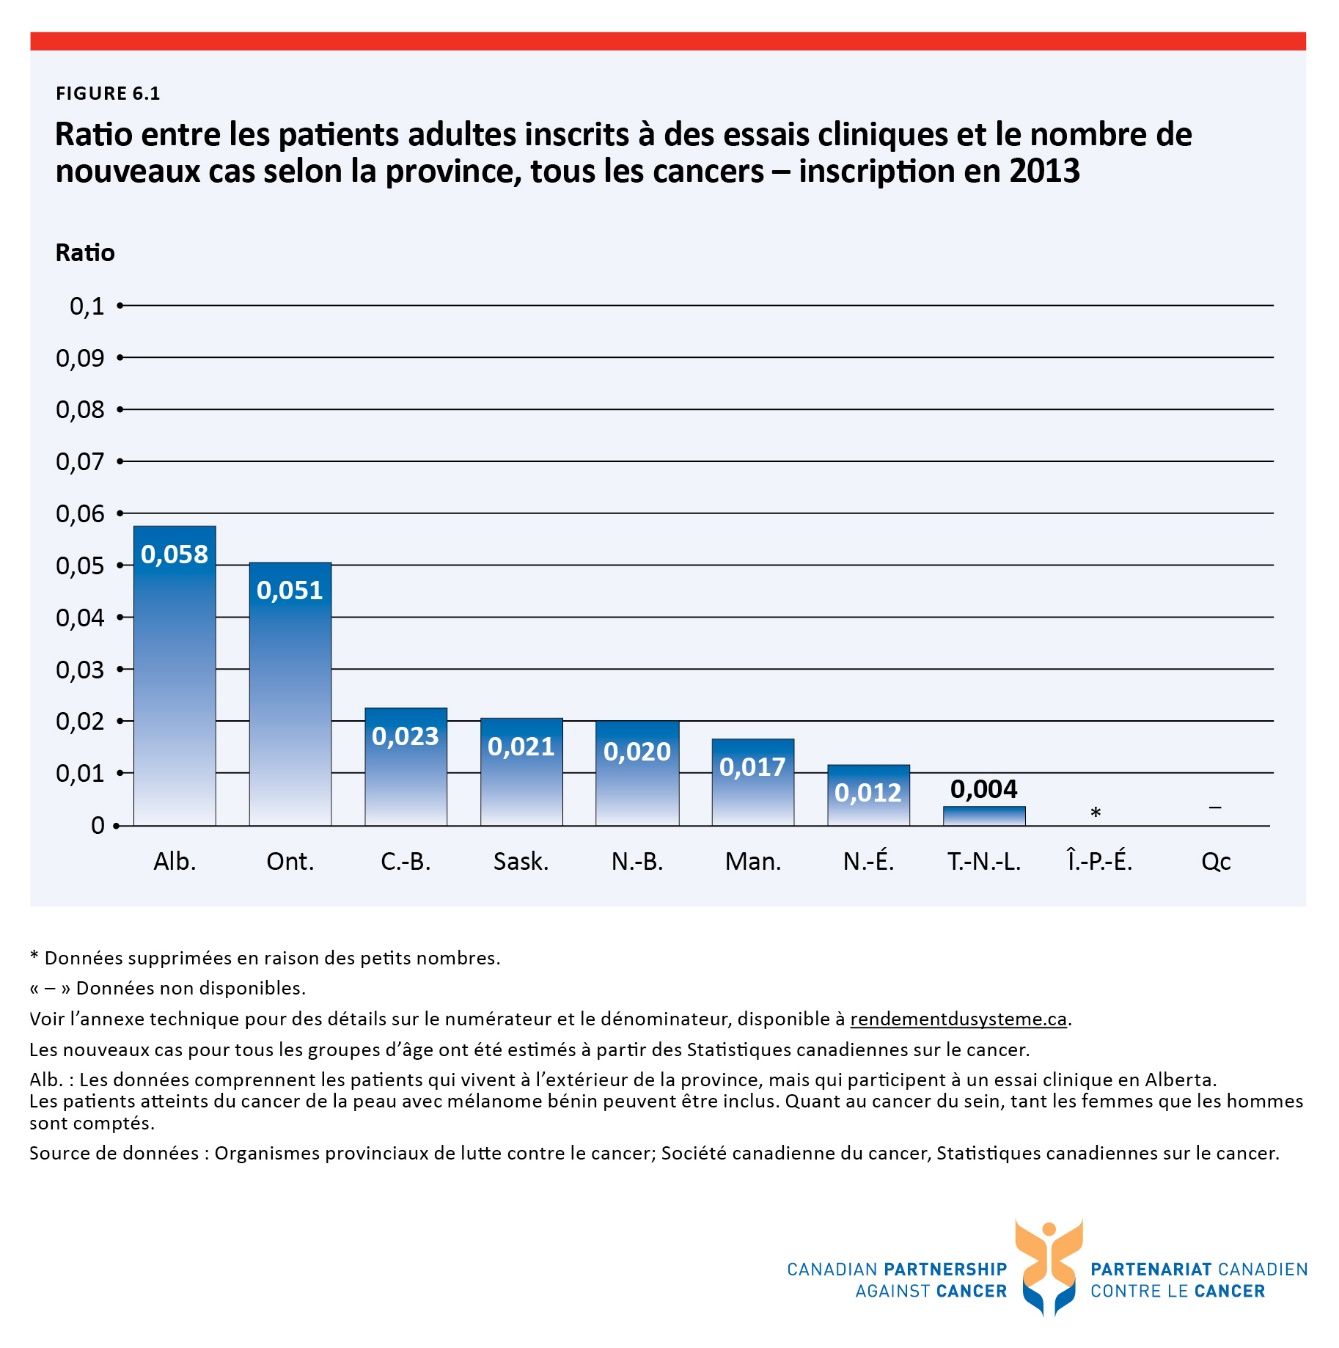 FIGURE 6.1
Ratio entre les patients adultes inscrits à des essais cliniques et le nombre de
nouveaux cas selon la province, tous les cancers – inscription en 2013
Ratio
0,1
0,09
0,08
0,07
0,06
0,05
0,04
0,03
0,02
0,01
0
0,058
0,051
0,023
0,021
0,020
0,017
0,012
0,004
*
–
Alb.
Ont.
C.-B.
Sask.
N.-B.
Man.
N.-É.
T.-N.-L.
Î.-P.-É.
Qc
* Données supprimées en raison des petits nombres.
« – » Données non disponibles.
Voir l’annexe technique pour des détails sur le numérateur et le dénominateur, disponible à rendementdusysteme.ca.
Les nouveaux cas pour tous les groupes d’âge ont été estimés à partir des Statistiques canadiennes sur le cancer.
Alb. : Les données comprennent les patients qui vivent à l’extérieur de la province, mais qui participent à un essai clinique en Alberta.
Les patients atteints du cancer de la peau avec mélanome bénin peuvent être inclus. Quant au cancer du sein, tant les femmes que les hommes
sont comptés.
Source de données : Organismes provinciaux de lutte contre le cancer; Société canadienne du cancer, Statistiques canadiennes sur le cancer.
CANADIAN PARTNERSHIP
AGAINST CANCER
PARTENARIAT CANADIEN
CONTRE LE CANCER